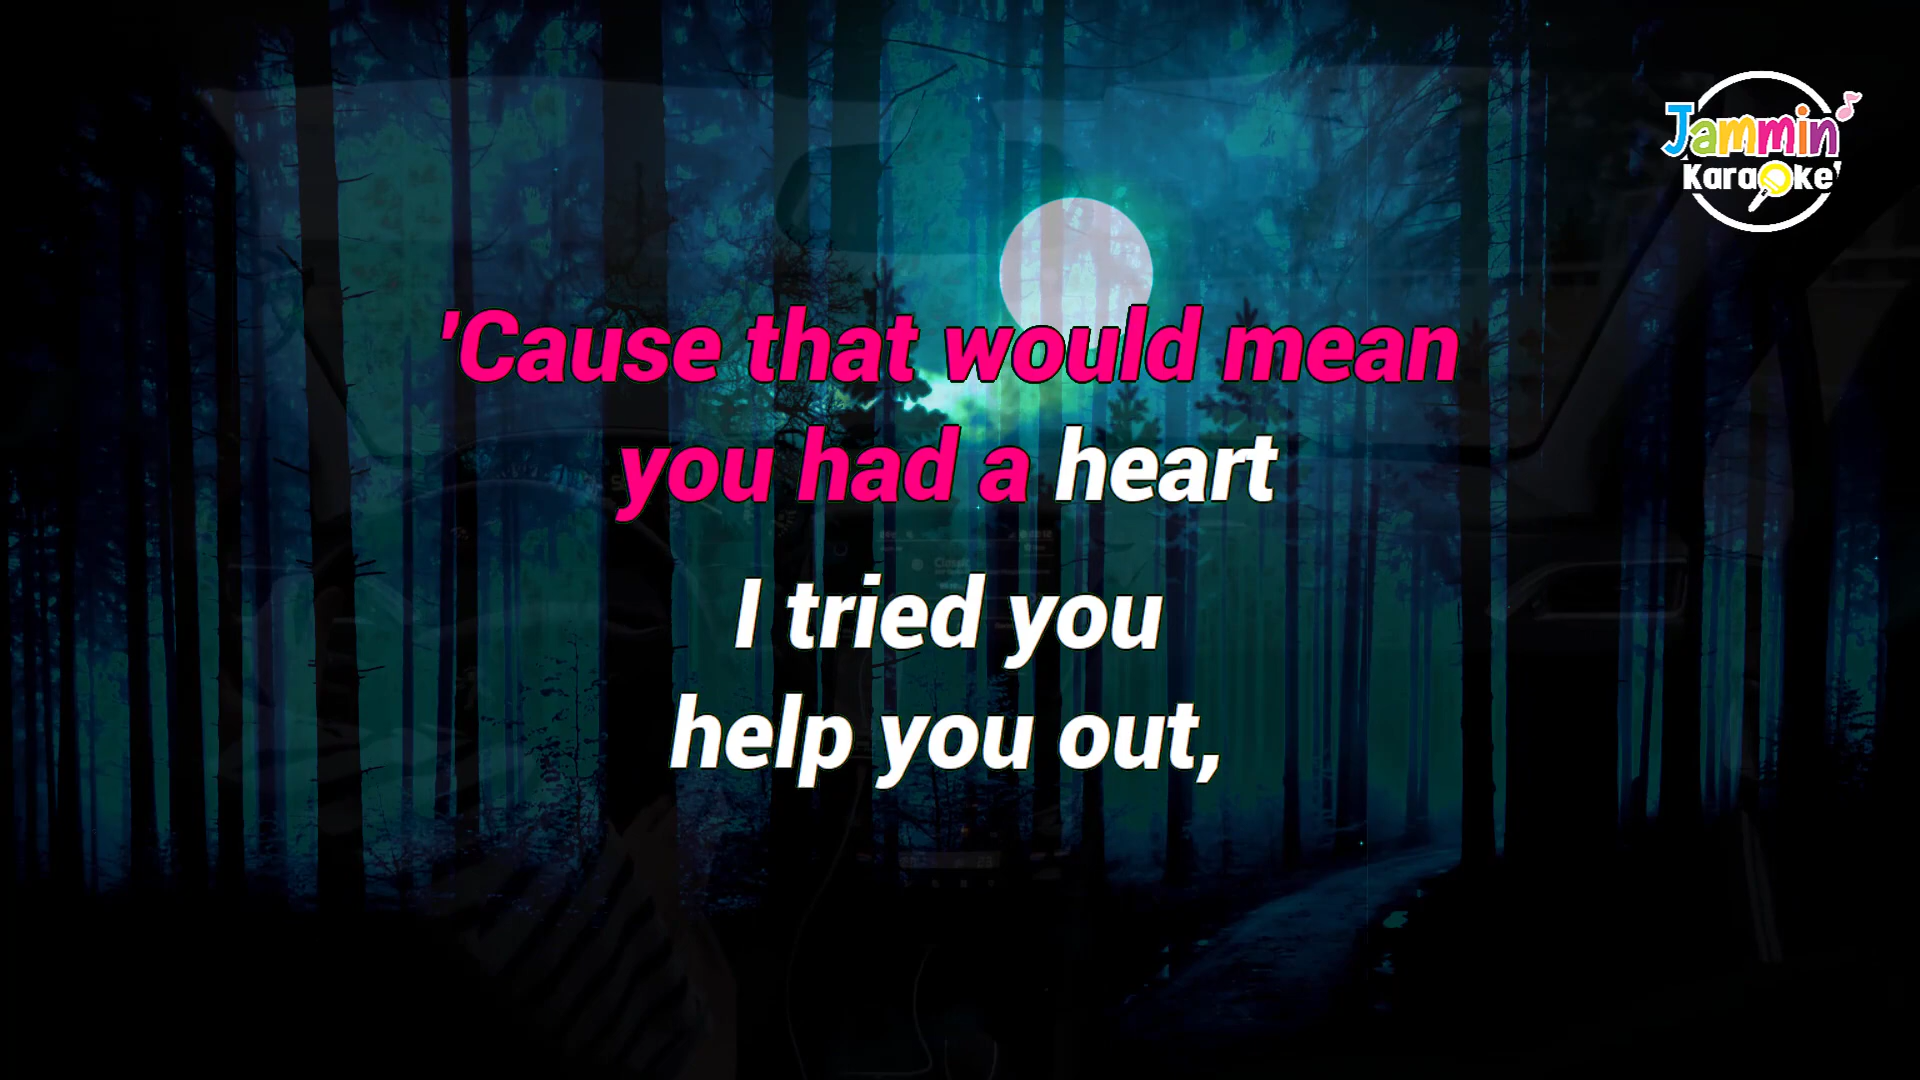 Jammin'
Karaoke
'Cause that would mean
you had a heart
I tried you
help you out,